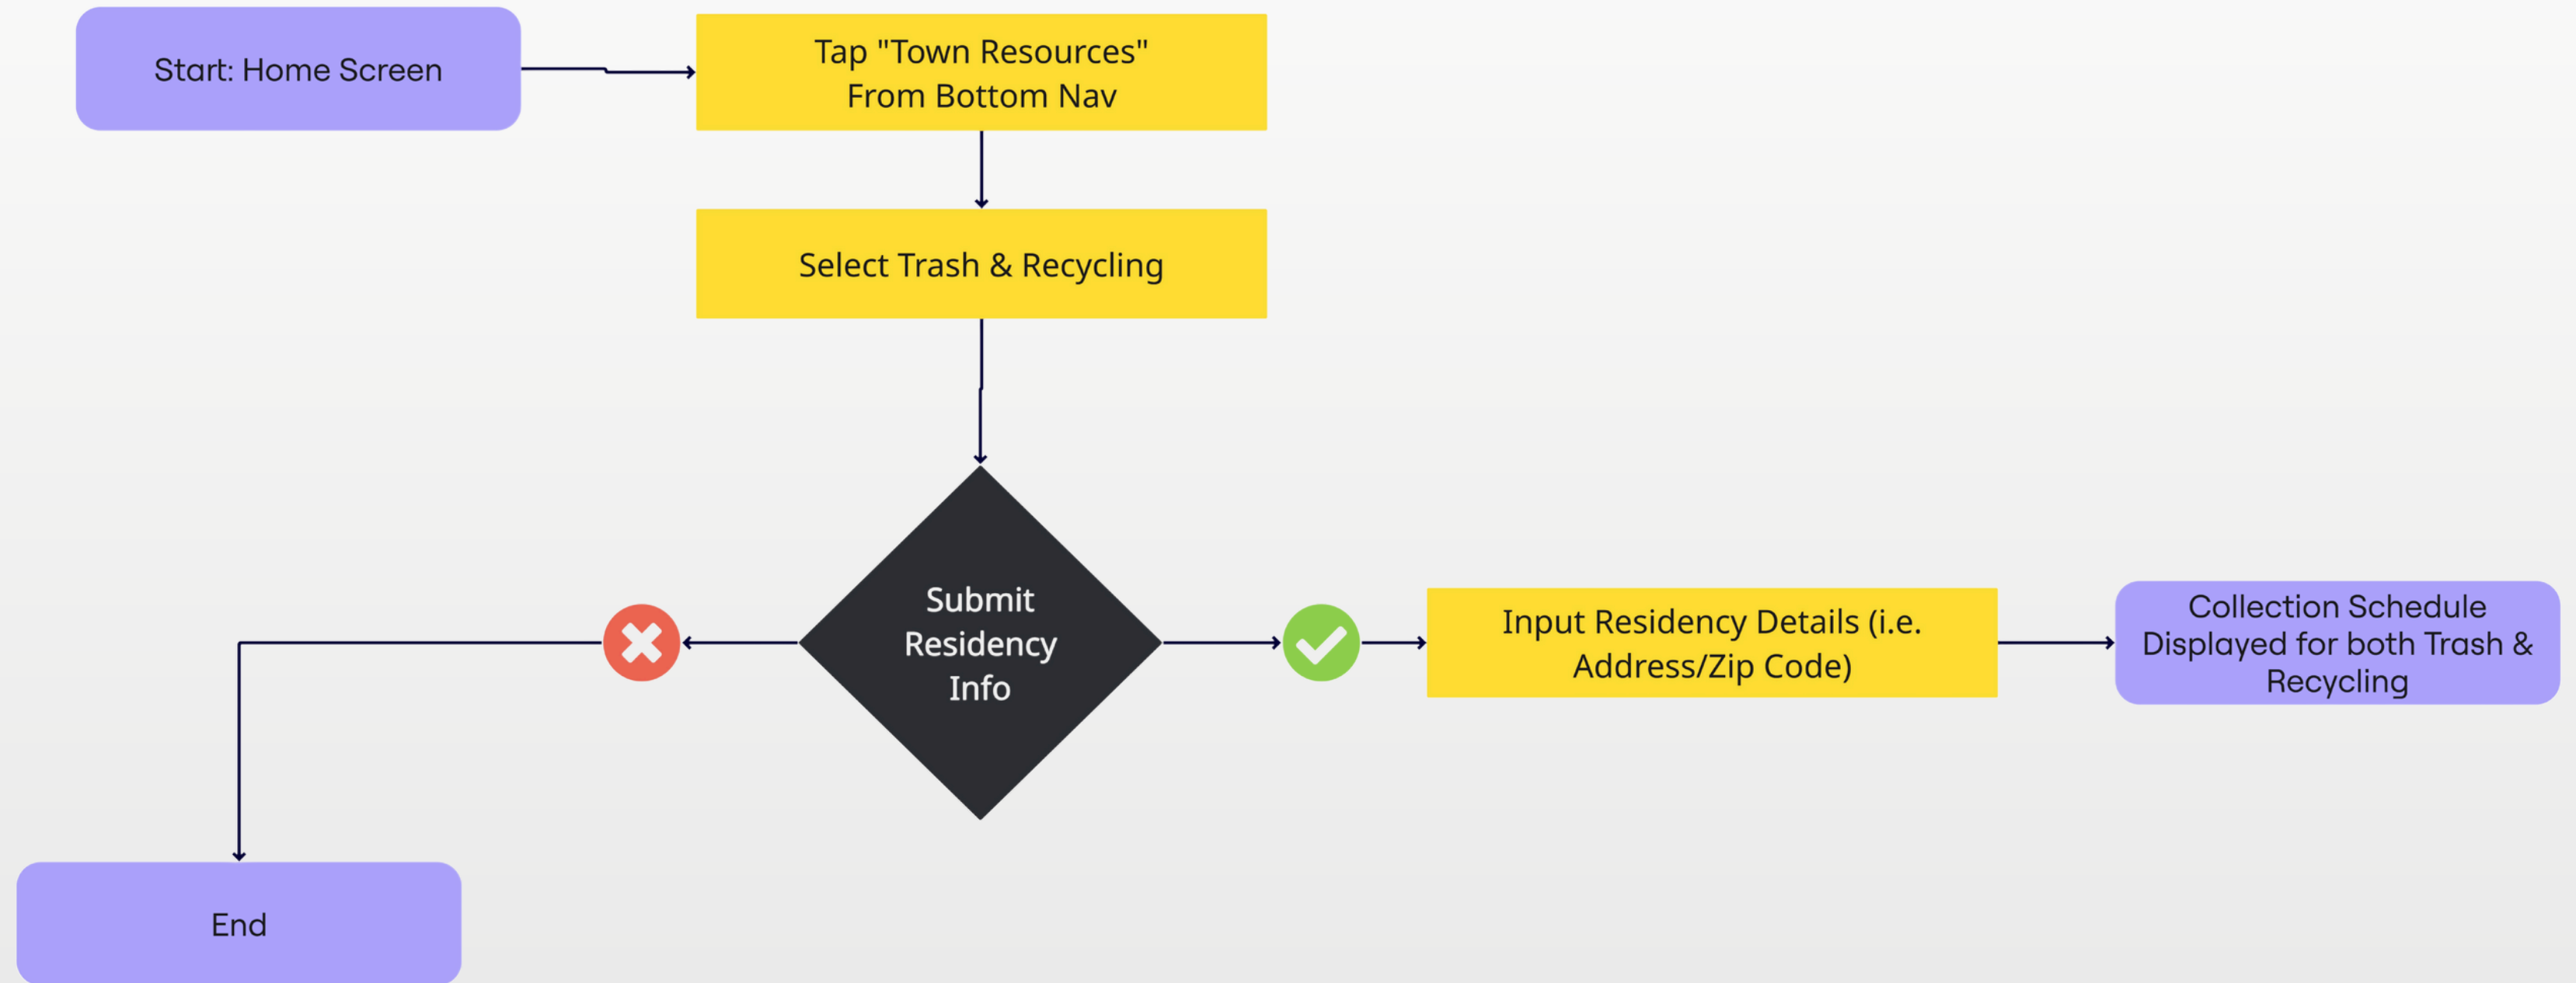 Start: Home Screen
Tap "Town Resources"
From Bottom Nav
Select Trash & Recycling
Submit
Residency
Info
Input Residency Details (i.e.
Address/Zip Code)
Collection Schedule
Displayed for both Trash &
Recycling
End